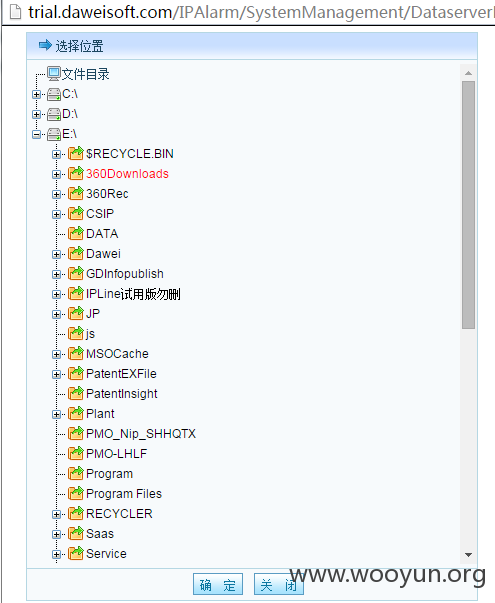 trial.daweisoft.com/IPAlarm/SystemManagement/Dataserver
选择位置
文件目录
C:\
D:\
E:\
$RECYCLE.BIN
360Downloads
360Rec
CSIP
DATA
Dawei
GDInfopublish
IPLine试用版勿删
JP
js
MSOCache
PatentEXFile
PatentInsight
Plant
PMO_Nip_SHHQTX
PMO-LHLF
Program
Program Files
RECYCLER
Saas
Service
确 定 关 闭
www.wooyun.org